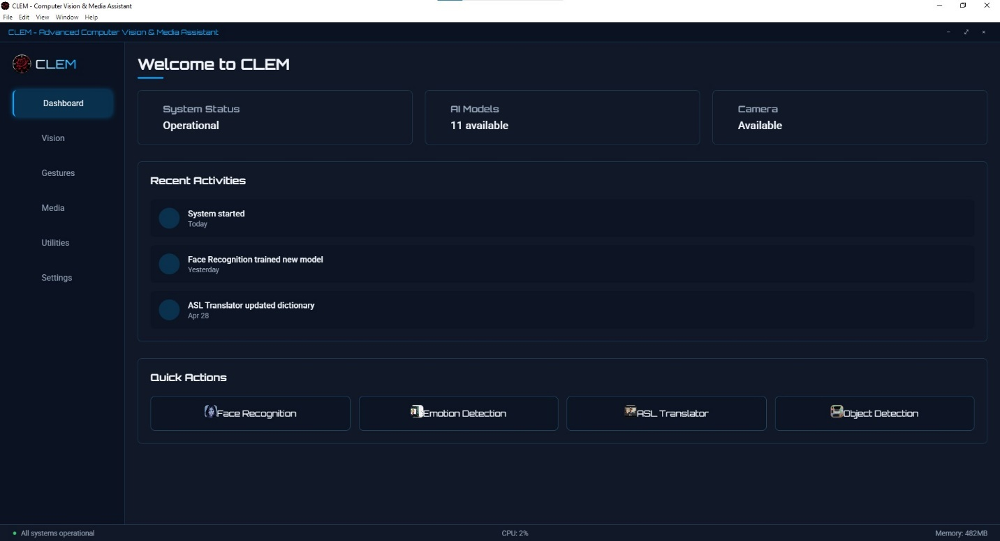 CLEM - Computer Vision & Media Assistant
File Edit View Window Help
CLEM - Advanced Computer Vision & Media Assistant
CLEM
Dashboard
Vision
Gestures
Media
Utilities
Settings
Welcome to CLEM
System Status
Operational
AI Models
11 available
Camera
Available
Recent Activities
System started
Today
Face Recognition trained new model
Yesterday
ASL Translator updated dictionary
Apr 28
Quick Actions
Face Recognition
Emotion Detection
ASL Translator
Object Detection
All systems operational
CPU: 2%
Memory: 482MB